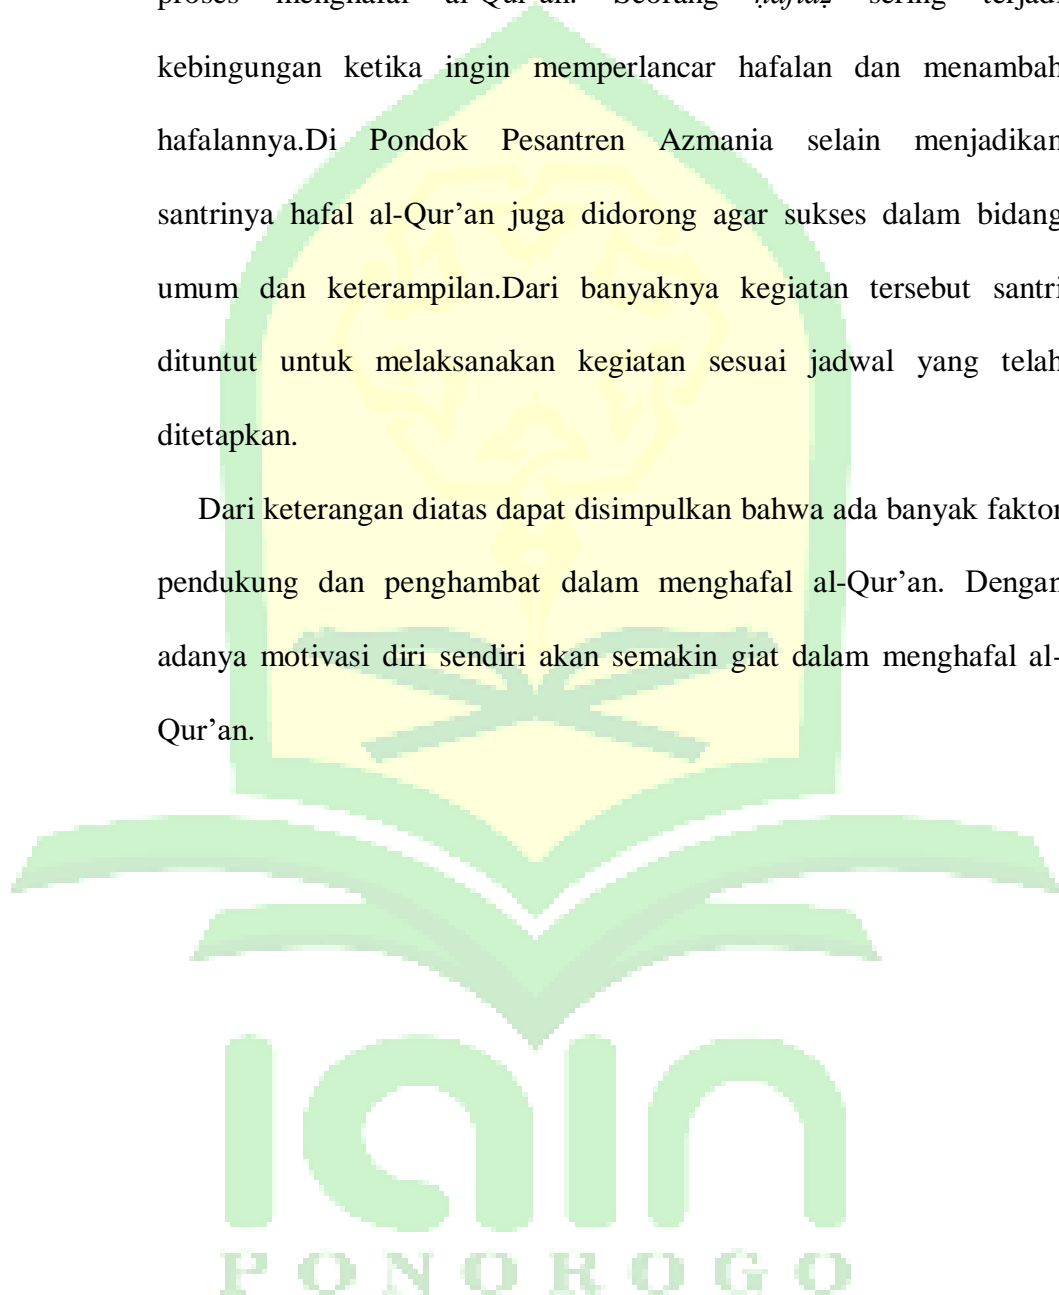 proses menghafal al-Qur’an. Seorang ḥāfidẓ sering terjadi
kebingungan ketika ingin memperlancar hafalan dan menambah
hafalannya.Di Pondok Pesantren Azmania selain menjadikan
santrinya hafal al-Qur’an juga didorong agar sukses dalam bidang
umum dan keterampilan.Dari banyaknya kegiatan tersebut santri
dituntut untuk melaksanakan kegiatan sesuai jadwal yang telah
ditetapkan.
Dari keterangan diatas dapat disimpulkan bahwa ada banyak faktor
pendukung dan penghambat dalam menghafal al-Qur’an. Dengan
adanya motivasi diri sendiri akan semakin giat dalam menghafal al-
Qur’an.
iain
PONOROGO